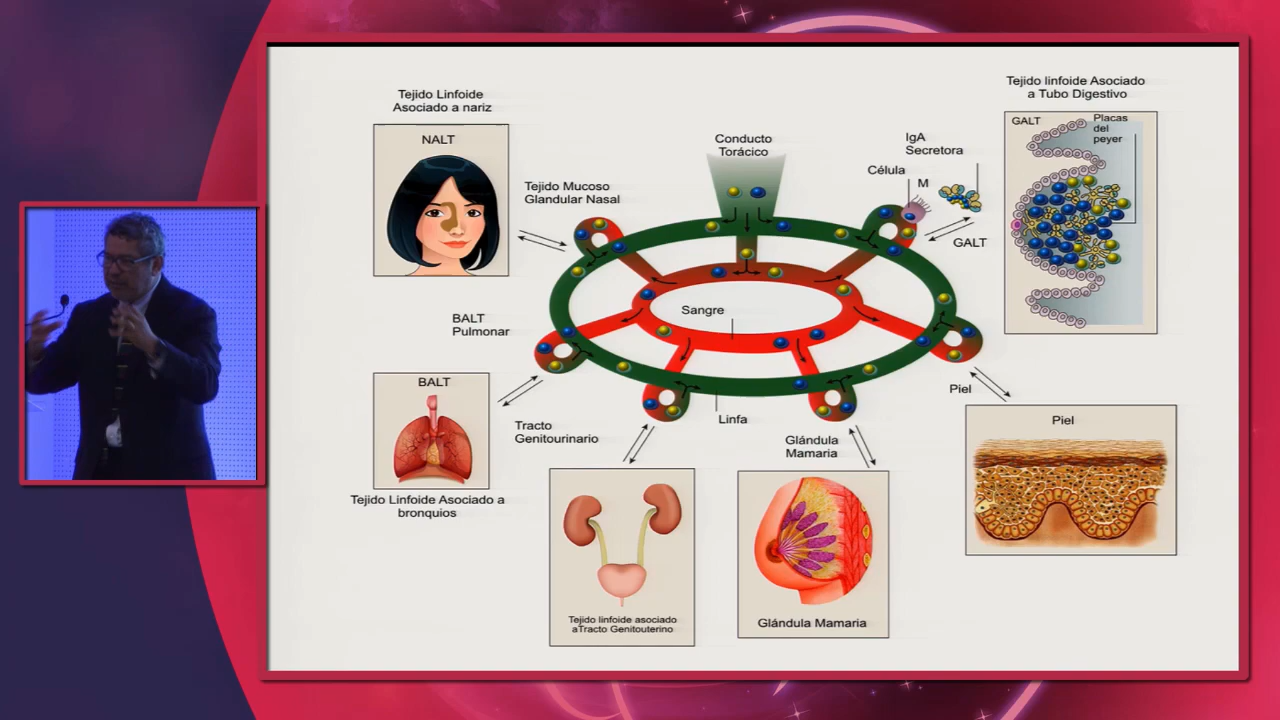 Tejido Linfoide
Asociado a nariz
NALT
Tejido Mucoso
Glandular Nasal
Conducto
Torácico
IgA
Secretora
Célula
M
GALT
Tejido linfoide Asociado
a Tubo Digestivo
GALT
Placas
del
peyer
Sangre
BALT
Pulmonar
BALT
Tejido Linfoide Asociado a
bronquios
Tracto
Genitourinario
Linfa
Glándula
Mamaria
Piel
Piel
Tejido linfoide asociado
aTracto Genitouterino
Glándula Mamaria